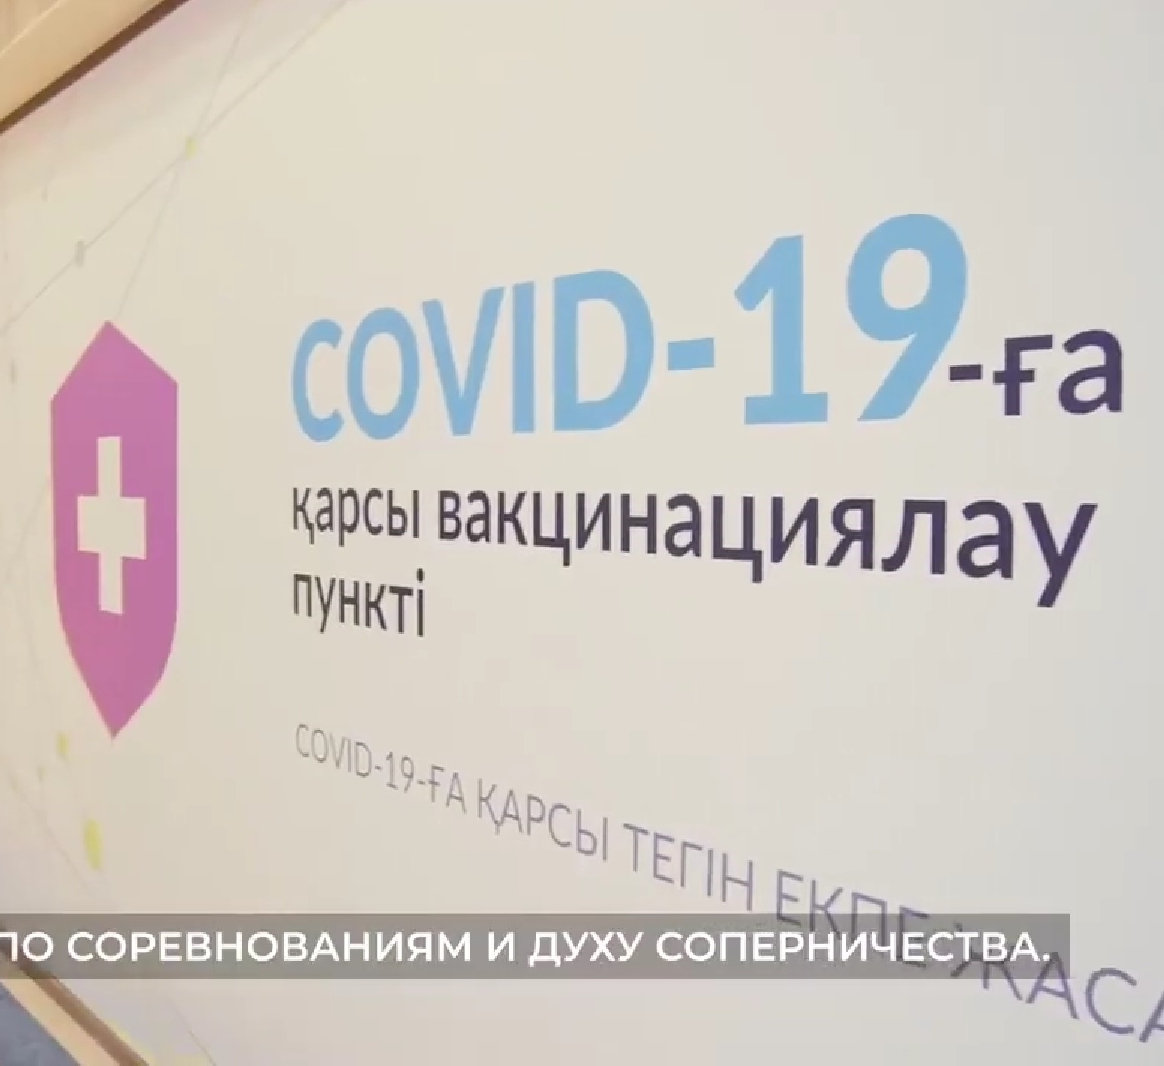 COVID-19-ға
қарсы вакцинациялау
пункті
COVID-19-ҒА ҚАРСЫ ТЕГІН ЕКПЕ
ПО СОРЕВНОВАНИЯМ И ДУХУ СОПЕРНИЧЕСТВА.